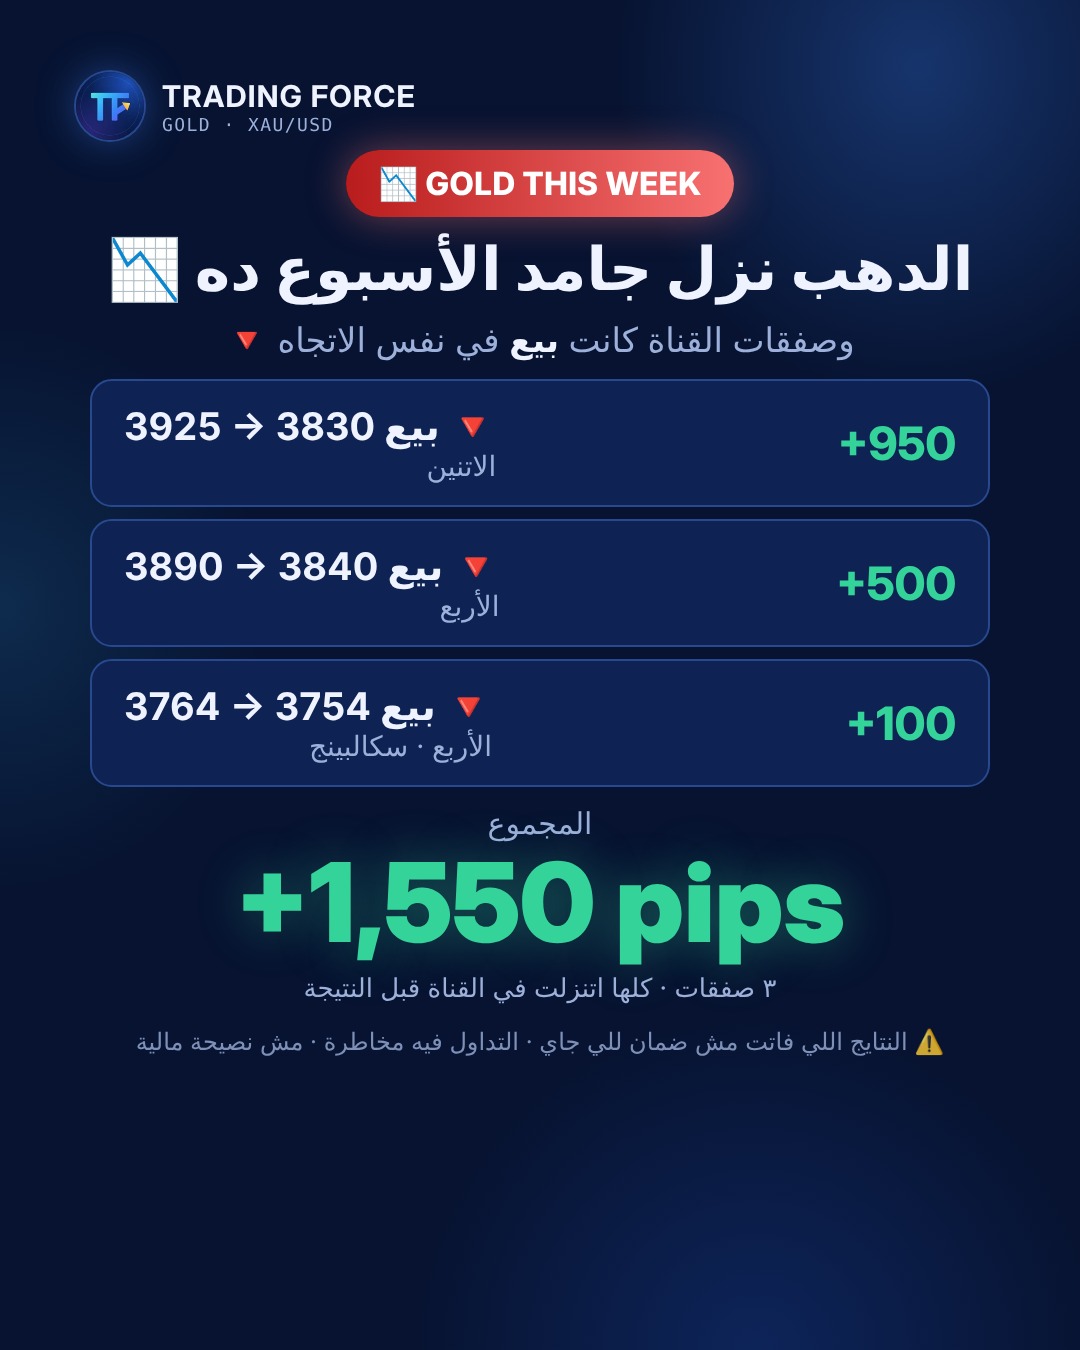 TF
TRADING FORCE
GOLD · XAU/USD
📉 GOLD THIS WEEK
الدهب نزل جامد الأسبوع ده 📉
وصفقات القناة كانت بيع في نفس الاتجاه 🔻
🔻 بيع 3830 → 3925
الاتنين
+950
🔻 بيع 3840 → 3890
الأربع
+500
🔻 بيع 3754 → 3764
الأربع · سكالبينج
+100
المجموع
+1,550 pips
٣ صفقات · كلها اتنزلت في القناة قبل النتيجة
⚠️ النتايج اللي فاتت مش ضمان للي جاي · التداول فيه مخاطرة · مش نصيحة مالية